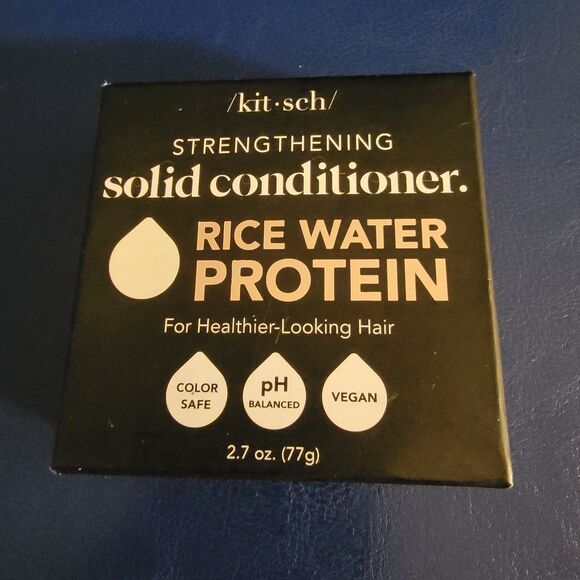 /kit·sch/
STRENGTHENING
solid conditioner.
RICE WATER
PROTEIN
For Healthier-Looking Hair
COLOR
SAFE
pH
BALANCED
VEGAN
2.7 oz. (77g)